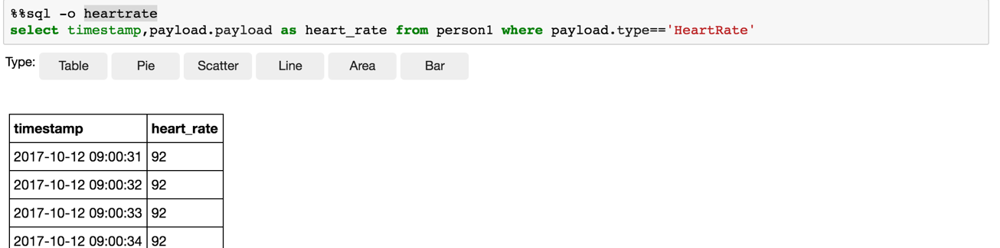 %%sql -o heartrate
select timestamp,payload.payload as heart_rate from person1 where payload.type=='HeartRate'
Type: Table Pie Scatter Line Area Bar
timestamp heart_rate
2017-10-12 09:00:31 92
2017-10-12 09:00:32 92
2017-10-12 09:00:33 92
2017-10-12 09:00:34 92